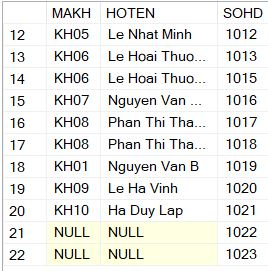 MAKH HOTEN SOHD
12 KH05 Le Nhat Minh 1012
13 KH06 Le Hoai Thuo... 1013
14 KH06 Le Hoai Thuo... 1015
15 KH07 Nguyen Van ... 1016
16 KH08 Phan Thi Tha... 1017
17 KH08 Phan Thi Tha... 1018
18 KH01 Nguyen Van B 1019
19 KH09 Le Ha Vinh 1020
20 KH10 Ha Duy Lap 1021
21 NULL NULL 1022
22 NULL NULL 1023